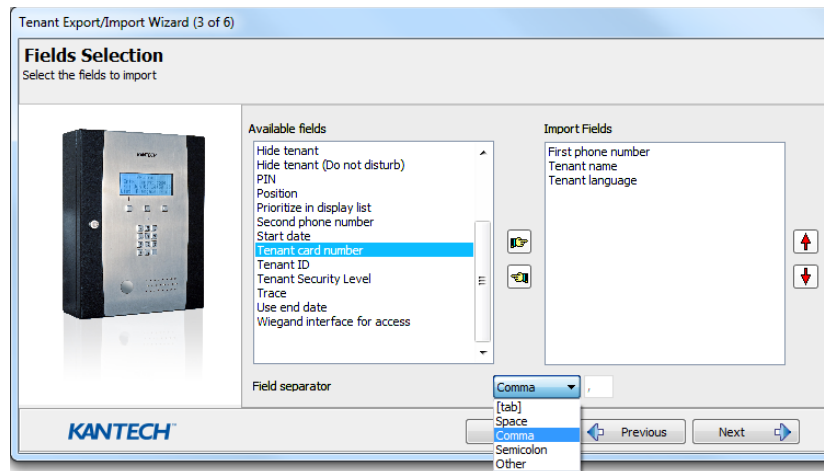 Tenant Export/Import Wizard (3 of 6)
Fields Selection
Select the fields to import
Available fields
Hide tenant
Hide tenant (Do not disturb)
PIN
Position
Prioritize in display list
Second phone number
Start date
Tenant card number
Tenant ID
Tenant Security Level
Trace
Use end date
Wiegand interface for access
Import Fields
First phone number
Tenant name
Tenant language
KANTECH
Field separator
Comma
,
[tab]
Space
Comma
Semicolon
Other
KANTECH
Previous
Next